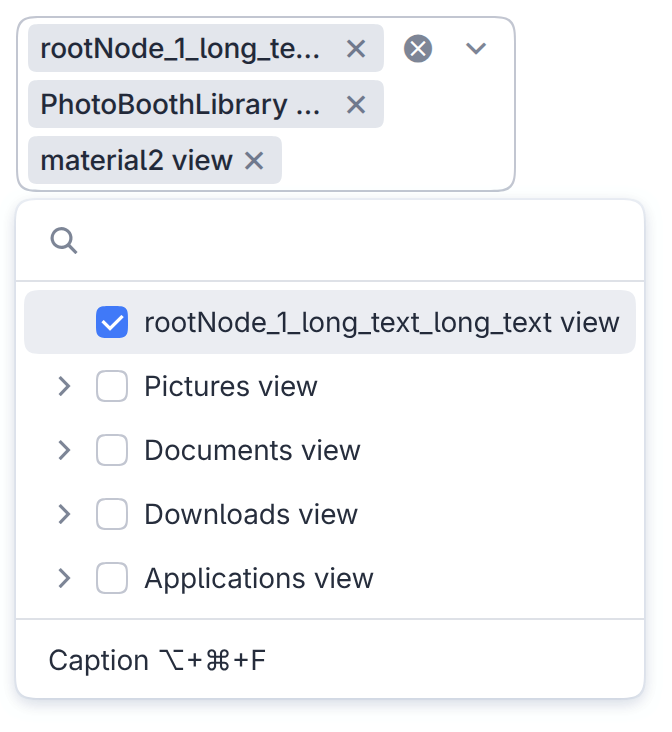 rootNode_1_long_te...
PhotoBoothLibrary ...
material2 view
rootNode_1_long_text_long_text view
Pictures view
Documents view
Downloads view
Applications view
Caption ⌥+⌘+F